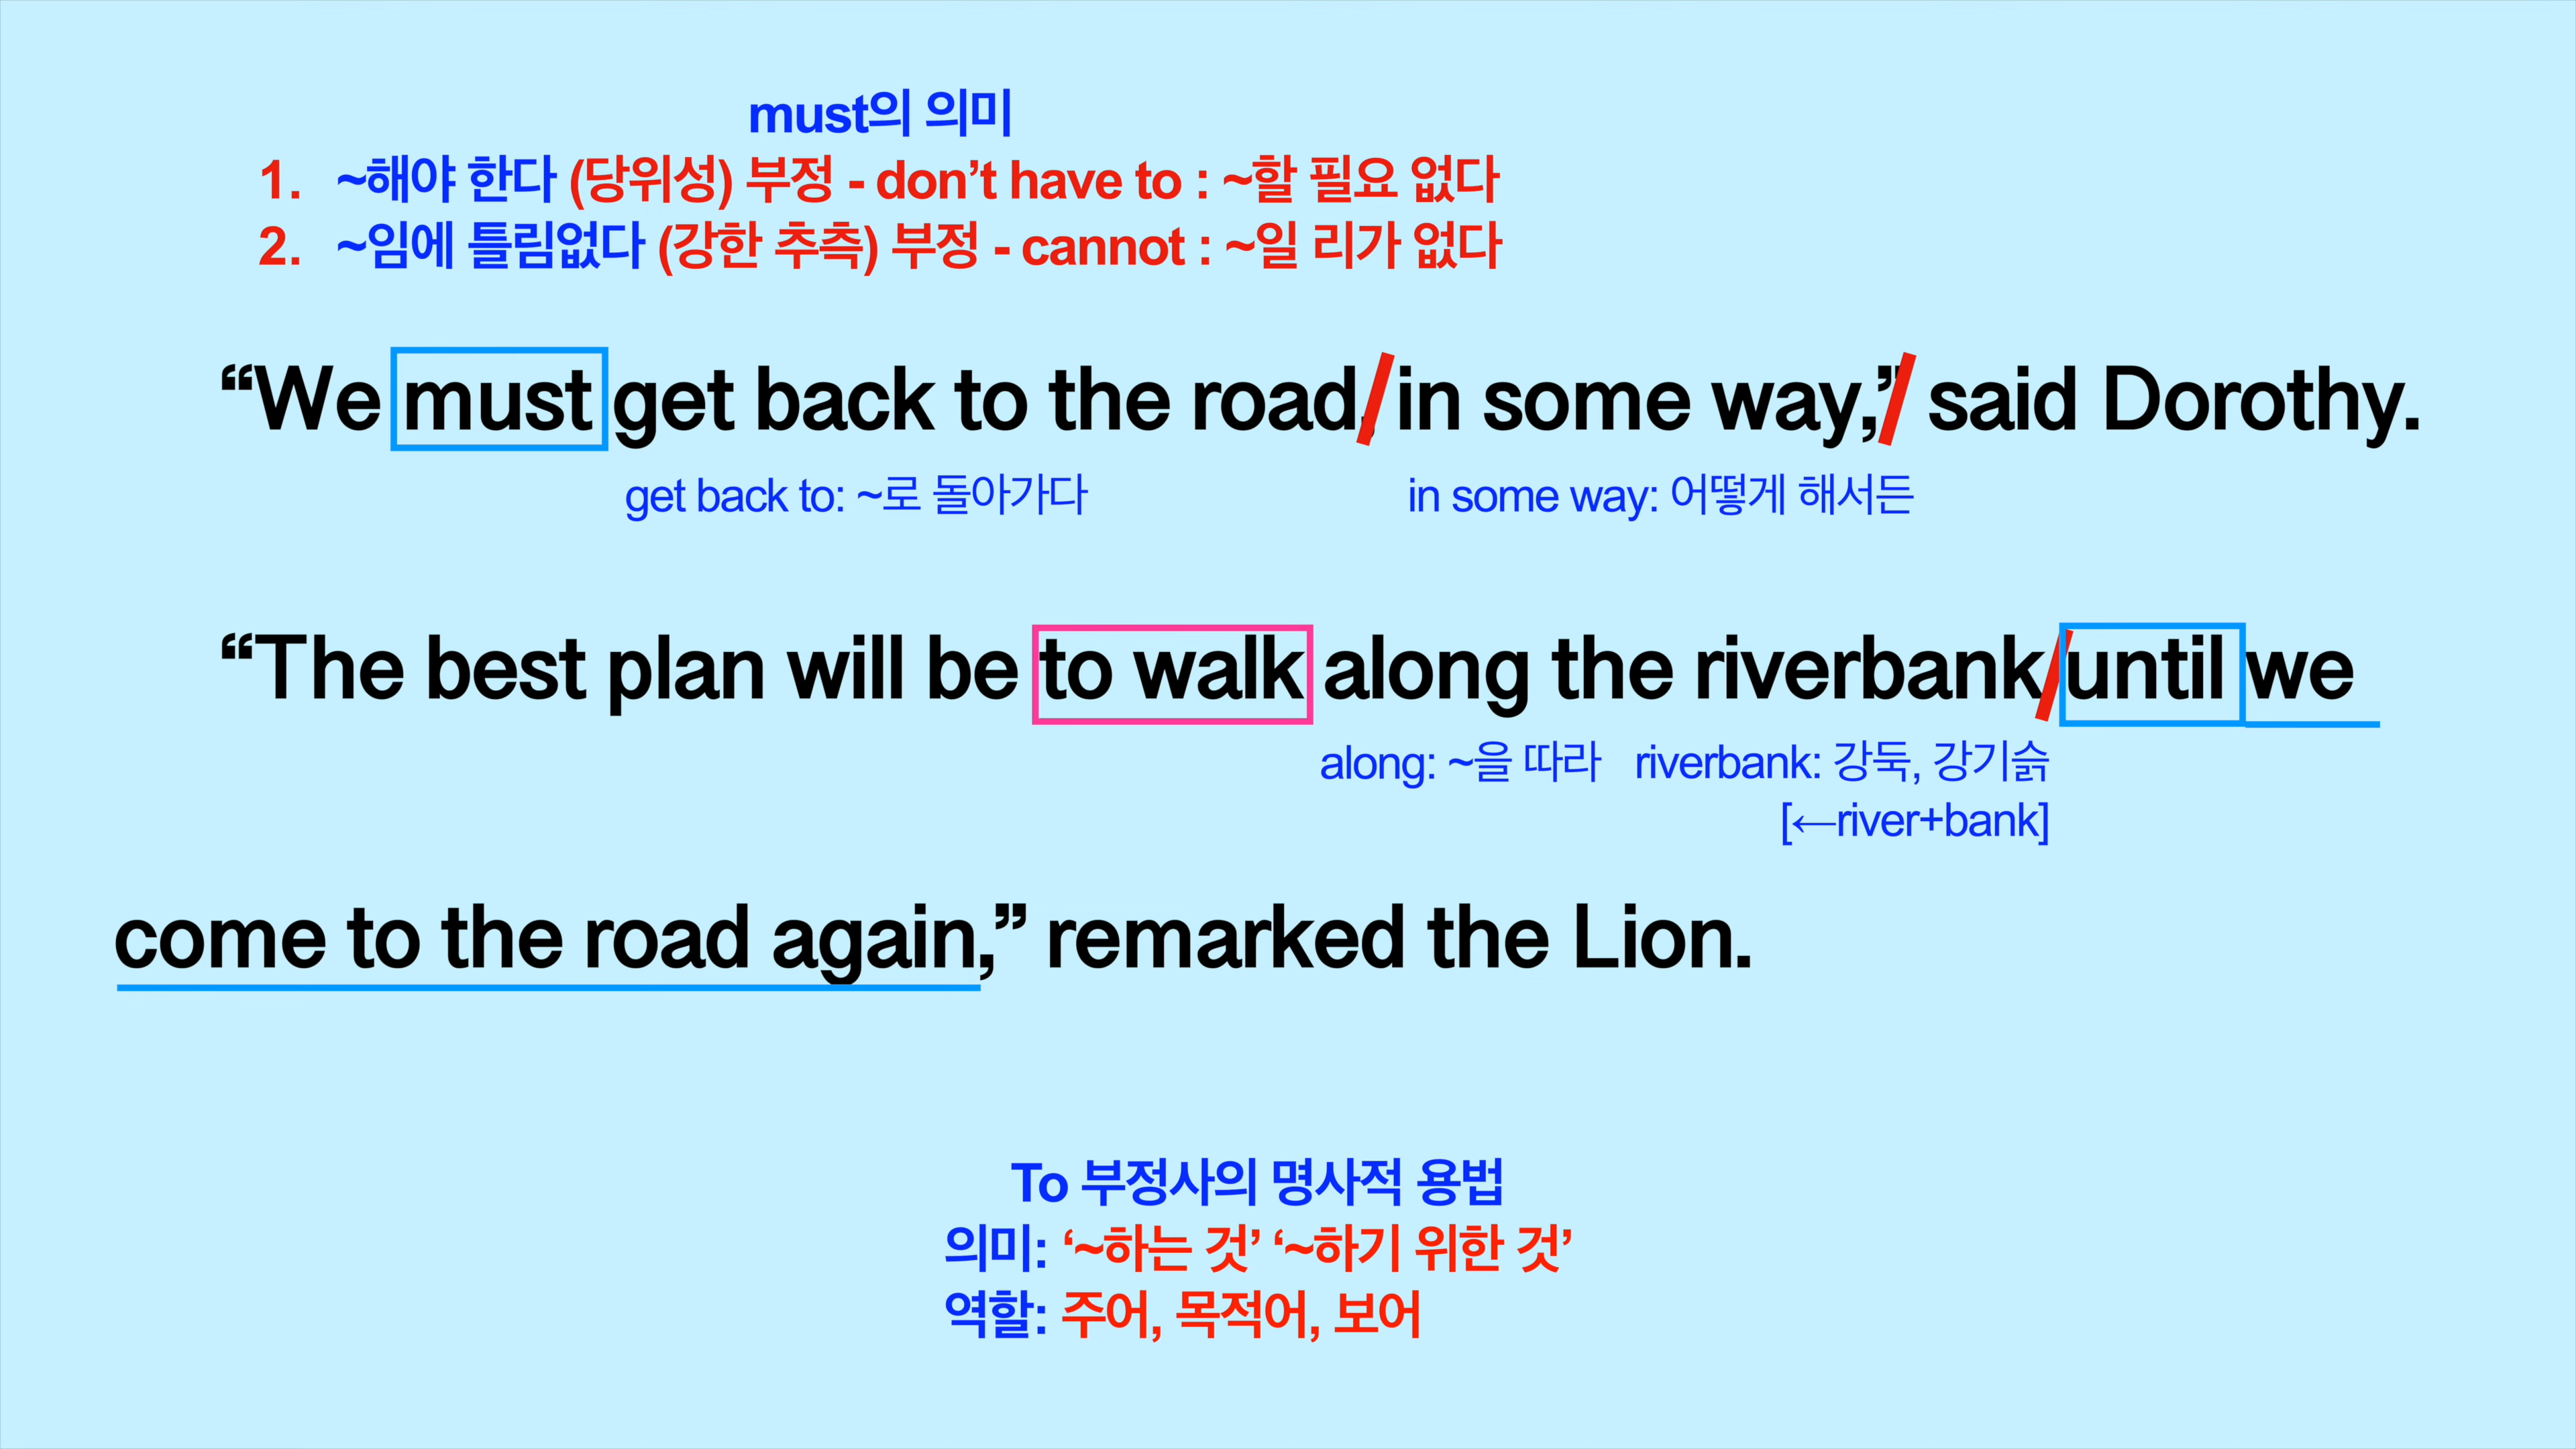 must의 의미
1. ~해야 한다 (당위성) 부정 - don’t have to : ~할 필요 없다
2. ~임에 틀림없다 (강한 추측) 부정 - cannot : ~일 리가 없다
“We must get back to the road, in some way,” said Dorothy.
get back to: ~로 돌아가다 in some way: 어떻게 해서든
“The best plan will be to walk along the riverbank until we
along: ~을 따라 riverbank: 강둑, 강기슭
[←river+bank]
come to the road again,” remarked the Lion.
To 부정사의 명사적 용법
의미: ‘~하는 것’ ‘~하기 위한 것’
역할: 주어, 목적어, 보어